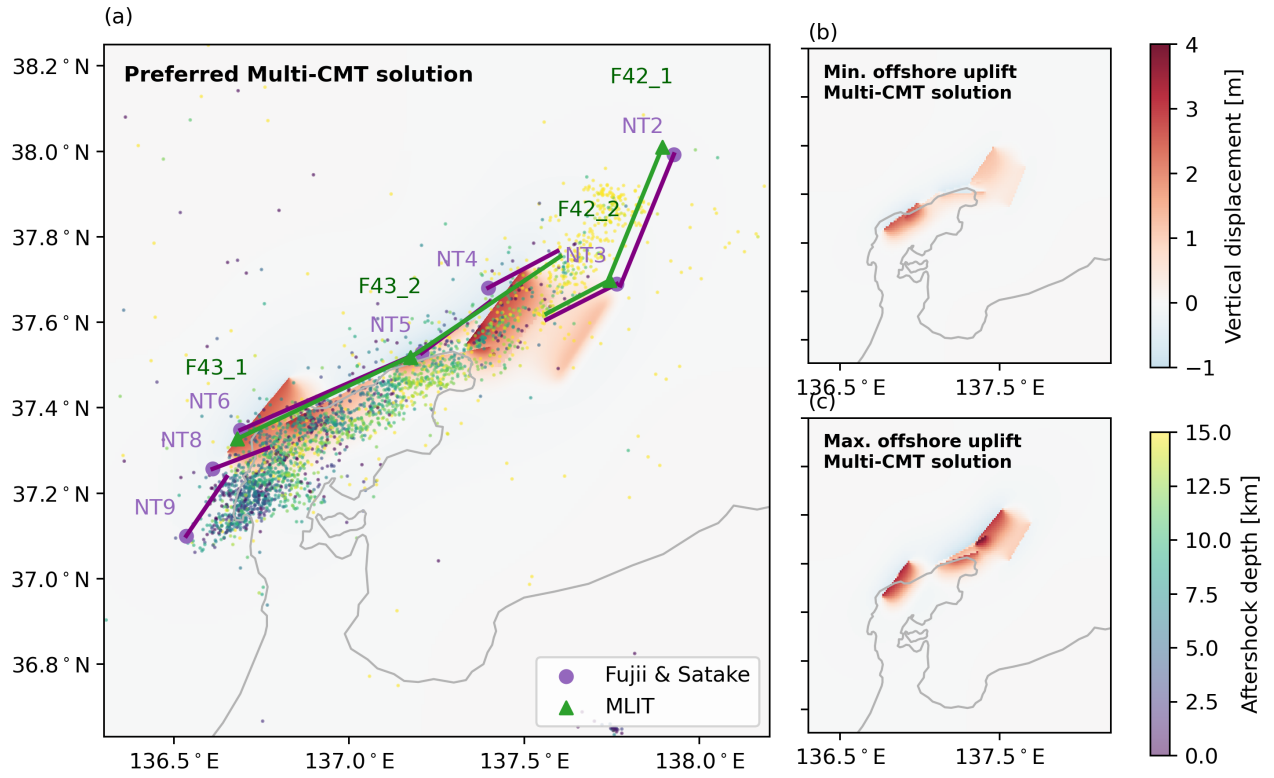 (a)
Preferred Multi-CMT solution
38.2°N
38.0°N
37.8°N
37.6°N
37.4°N
37.2°N
37.0°N
36.8°N
136.5°E
137.0°E
137.5°E
138.0°E
F42_1
NT2
F42_2
NT4
NT3
F43_2
NT5
F43_1
NT6
NT8
NT9
Fujii & Satake
MLIT
(b)
Min. offshore uplift
Multi-CMT solution
136.5°E
137.5°E
(c)
Max. offshore uplift
Multi-CMT solution
136.5°E
137.5°E
4
3
2
1
0
−1
Vertical displacement [m]
15.0
12.5
10.0
7.5
5.0
2.5
0.0
Aftershock depth [km]